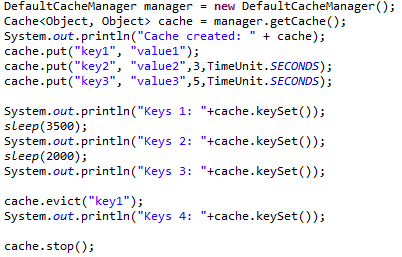 DefaultCacheManager manager = new DefaultCacheManager();
Cache<Object, Object> cache = manager.getCache();
System.out.println("Cache created: " + cache);
cache.put("key1", "value1");
cache.put("key2", "value2",3,TimeUnit.SECONDS);
cache.put("key3", "value3",5,TimeUnit.SECONDS);
System.out.println("Keys 1: "+cache.keySet());
sleep(3500);
System.out.println("Keys 2: "+cache.keySet());
sleep(2000);
System.out.println("Keys 3: "+cache.keySet());
cache.evict("key1");
System.out.println("Keys 4: "+cache.keySet());
cache.stop();